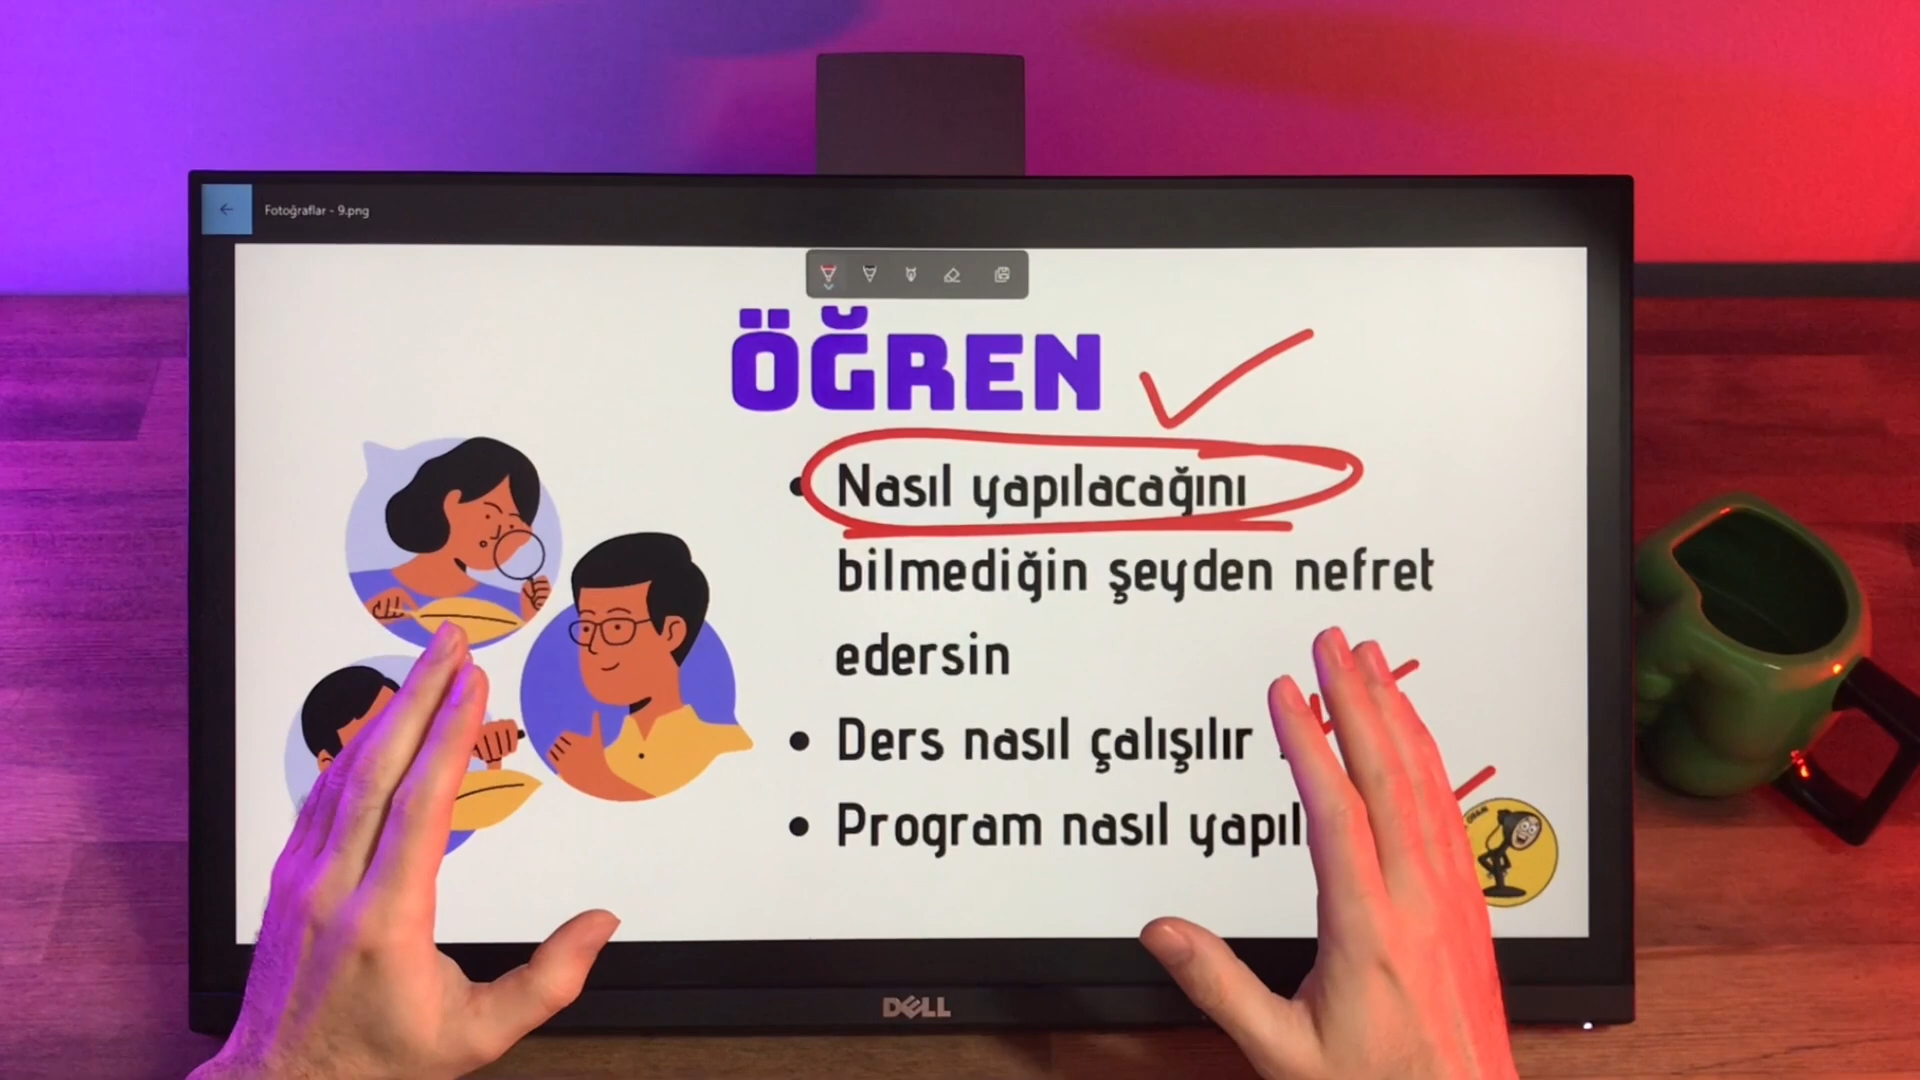 Fotoğraflar - 9.png
ÖĞREN
Nasıl yapılacağını
bilmediğin şeyden nefret
edersin
Ders nasıl çalışılır
Program nasıl
DELL